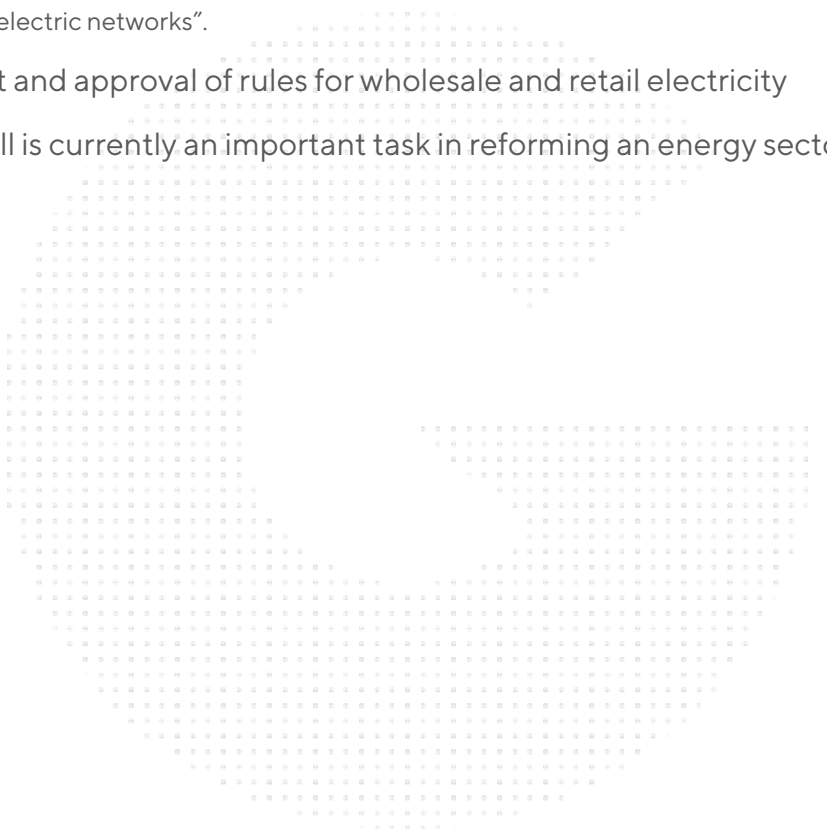 electric networks”.
t and approval of rules for wholesale and retail electricity
ll is currently an important task in reforming an energy secto